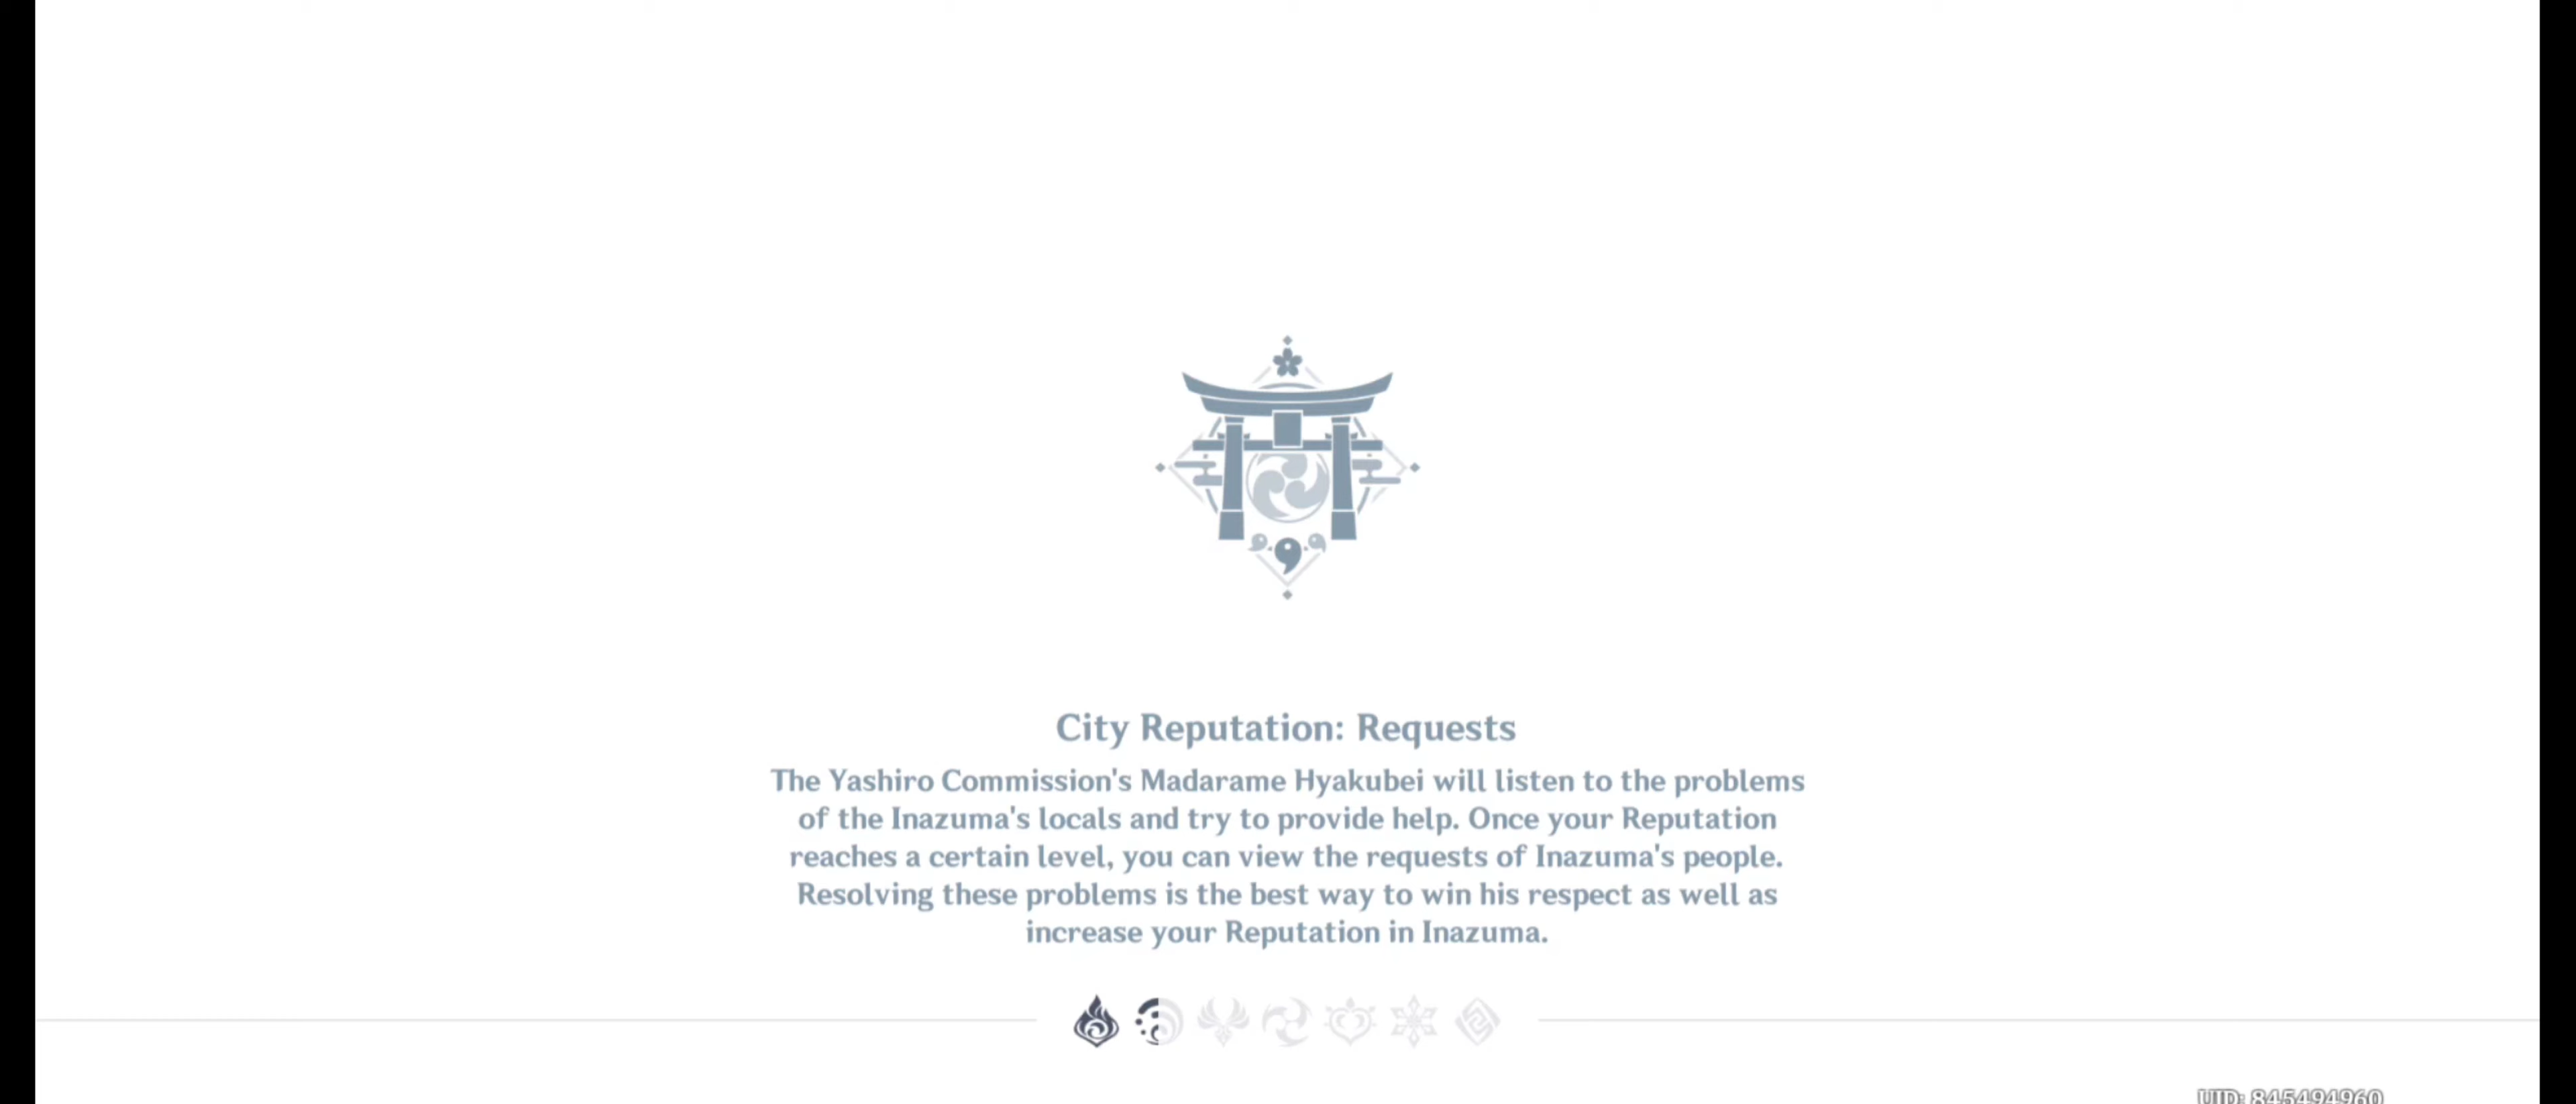 City Reputation: Requests
The Yashiro Commission's Madarame Hyakubei will listen to the problems
of the Inazuma's locals and try to provide help. Once your Reputation
reaches a certain level, you can view the requests of Inazuma's people.
Resolving these problems is the best way to win his respect as well as
increase your Reputation in Inazuma.
UID: 845494960